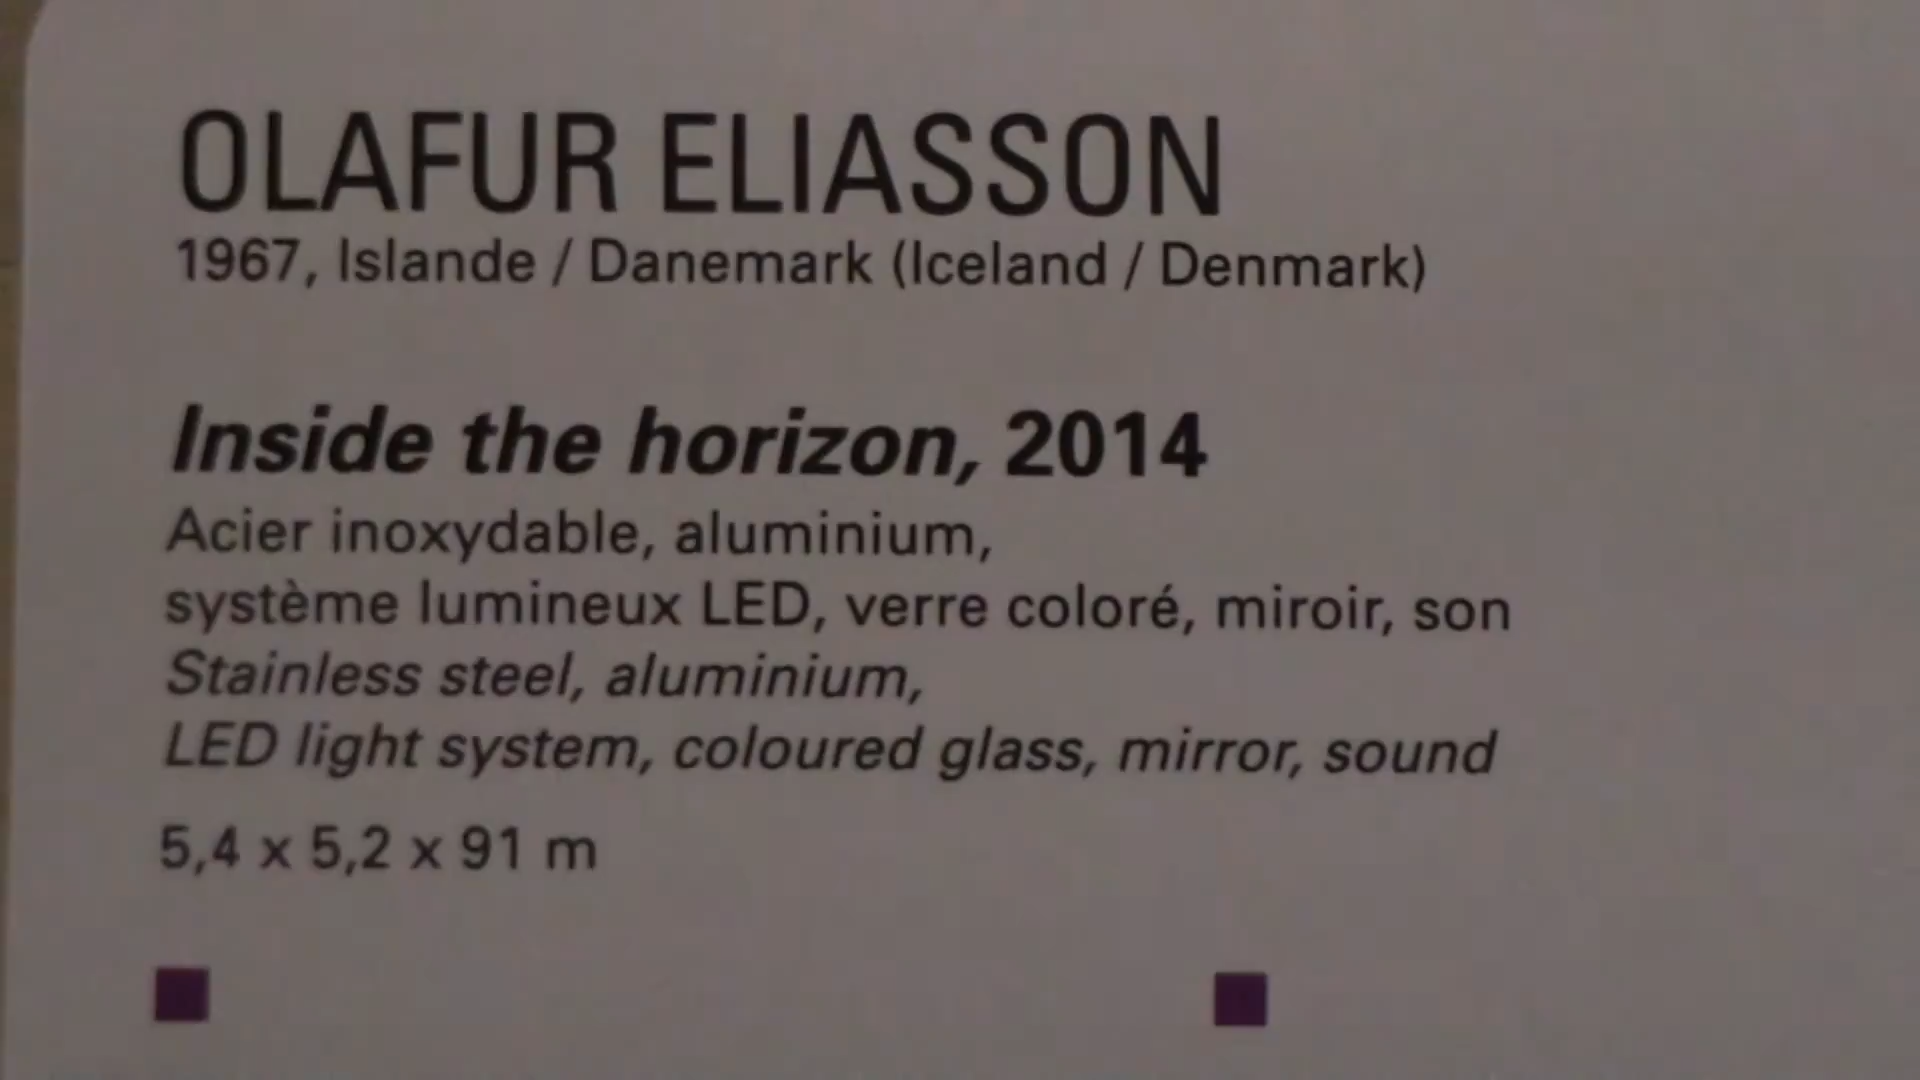 OLAFUR ELIASSON
1967, Islande / Danemark (Iceland / Denmark)
Inside the horizon, 2014
Acier inoxydable, aluminium,
système lumineux LED, verre coloré, miroir, son
Stainless steel, aluminium,
LED light system, coloured glass, mirror, sound
5,4 x 5,2 x 91 m